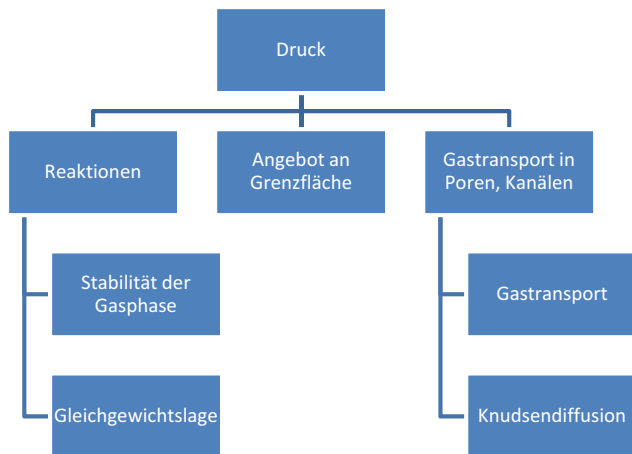 Druck
Reaktionen
Angebot an
Grenzfläche
Gastransport in
Poren, Kanälen
Stabilität der
Gasphase
Gastransport
Gleichgewichtslage
Knudsendiffusion